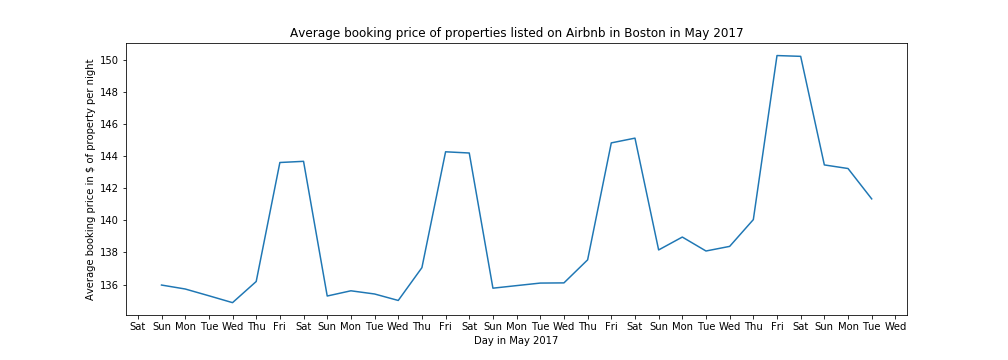 Average booking price of properties listed on Airbnb in Boston in May 2017
Average booking price in $ of property per night
150
148
146
144
142
140
138
136
Sat Sun Mon Tue Wed Thu Fri Sat Sun Mon Tue Wed Thu Fri Sat Sun Mon Tue Wed Thu Fri Sat Sun Mon Tue Wed Thu Fri Sat Sun Mon Tue Wed
Day in May 2017